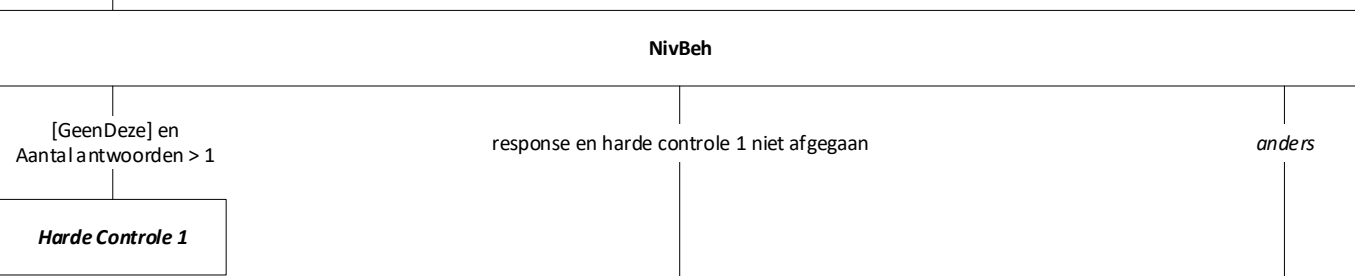 NivBeh
[GeenDeze] en
Aantal antwoorden > 1
response en harde controle 1 niet afgegaan
anders
Harde Controle 1